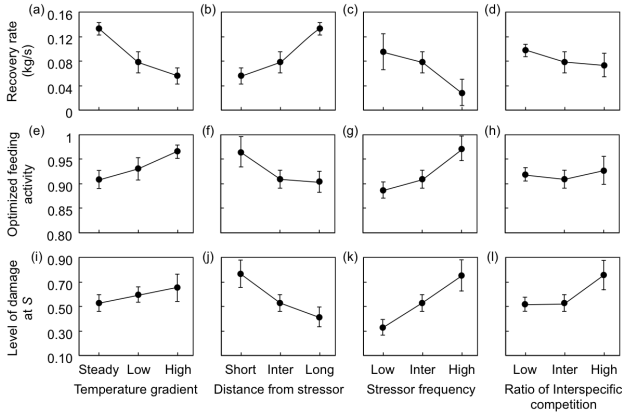 (a) (b) (c) (d)
Recovery rate
(kg/s)
0.16
0.12
0.08
0.04
0
(e) (f) (g) (h)
Optimized feeding
activity
1
0.95
0.90
0.85
0.80
(i) (j) (k) (l)
Level of damage
at S
0.90
0.70
0.50
0.30
0.10
Steady Low High Short Inter Long Low Inter High Low Inter High
Temperature gradient Distance from stressor Stressor frequency Ratio of Interspecific
competition